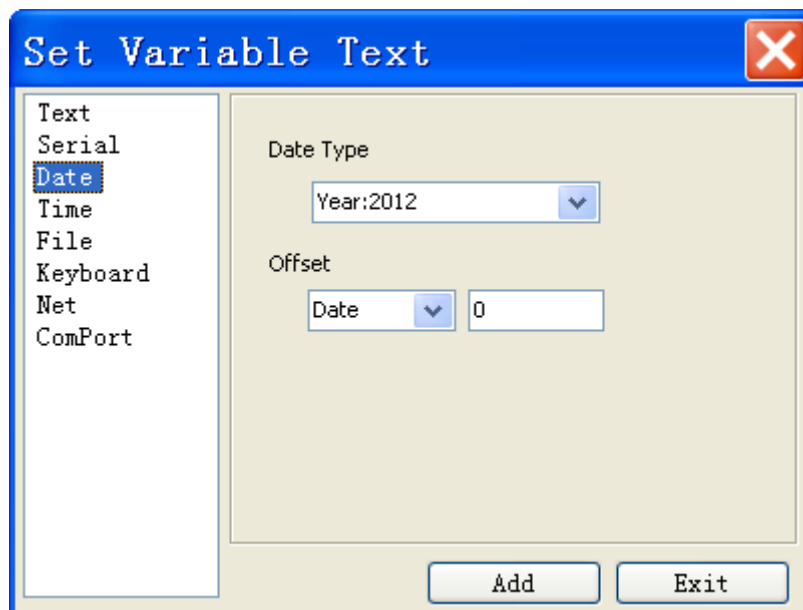 Set Variable Text
Text
Serial
Date
Time
File
Keyboard
Net
ComPort
Date Type
Year:2012
Offset
Date 0
Add Exit